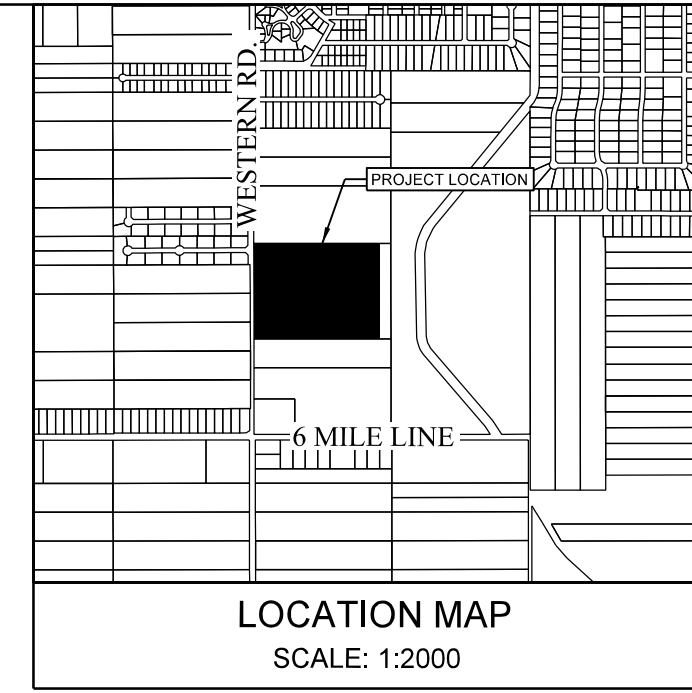 WESTERN RD.
PROJECT LOCATION
6 MILE LINE
LOCATION MAP
SCALE: 1:2000